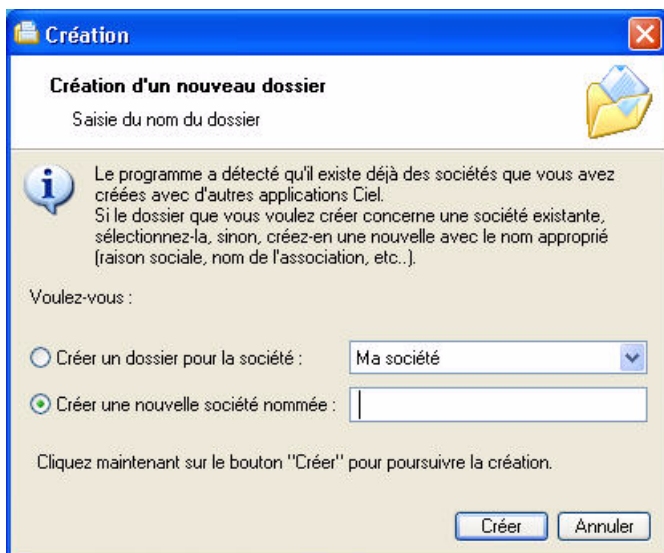 Création
Création d'un nouveau dossier
Saisie du nom du dossier
Le programme a détecté qu'il existe déjà des sociétés que vous avez
créées avec d'autres applications Ciel.
Si le dossier que vous voulez créer concerne une société existante,
sélectionnez-la, sinon, créez-en une nouvelle avec le nom approprié
(raison sociale, nom de l'association, etc..).
Voulez-vous :
Créer un dossier pour la société : Ma société
Créer une nouvelle société nommée :
Cliquez maintenant sur le bouton "Créer" pour poursuivre la création.
Créer Annuler